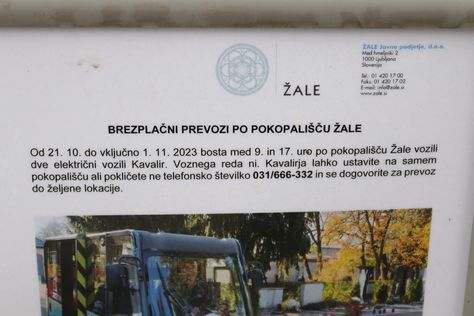 ŽALE Javno podjetje, d.o.o.
Med hmeljniki 2
1000 Ljubljana
Slovenija
Tel.: 01 420 17 00
Faks: 01 420 17 02
E-mail: info@zale.si
www.zale.si
ŽALE
BREZPLAČNI PREVOZI PO POKOPALIŠČU ŽALE
Od 21. 10. do vključno 1. 11. 2023 bosta med 9. in 17. uro po pokopališču Žale vozili
dve električni vozili Kavalir. Voznega reda ni. Kavalirja lahko ustavite na samem
pokopališču ali pokličete na telefonsko številko 031/666-332 in se dogovorite za prevoz
do željene lokacije.